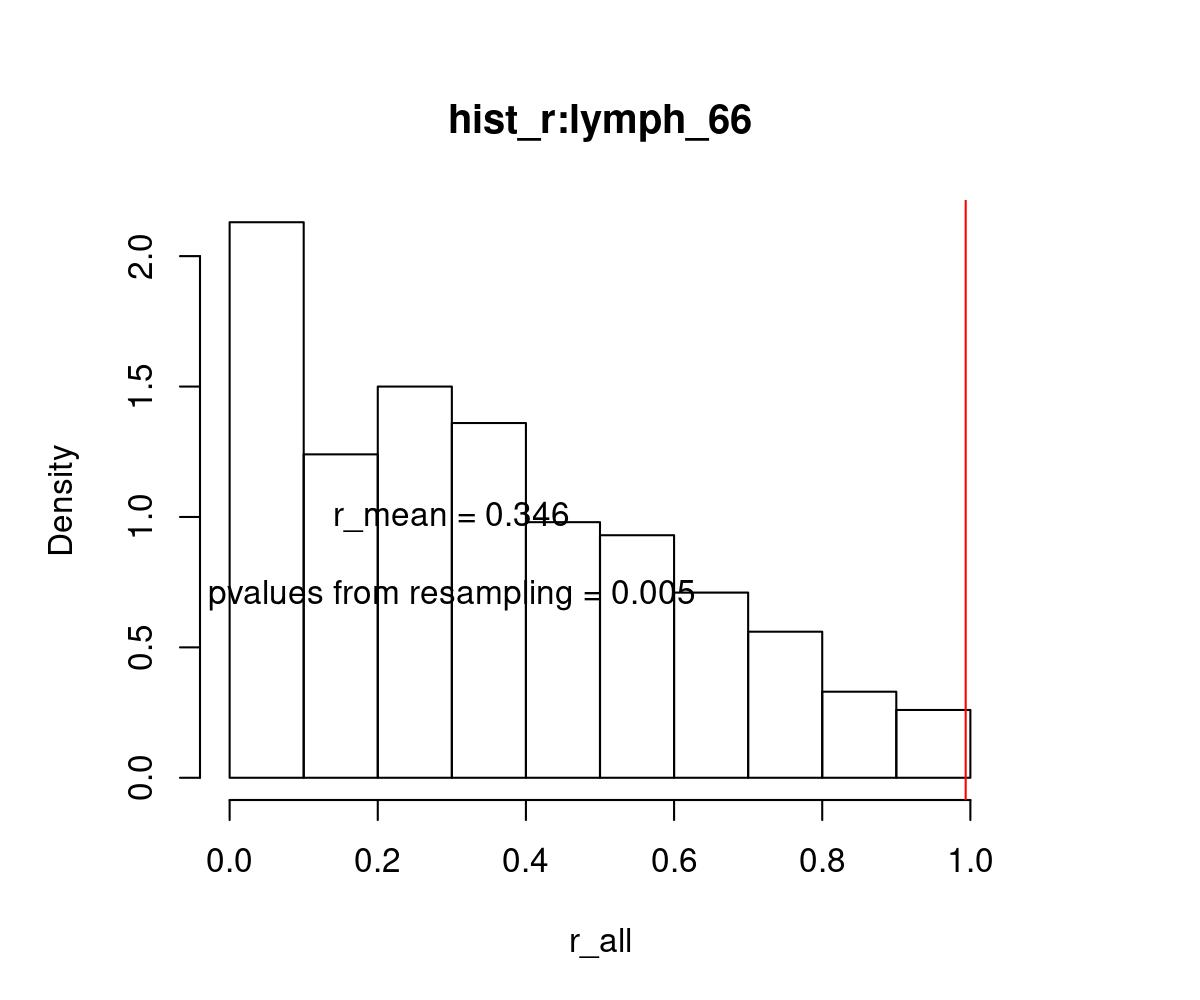 hist_r:lymph_66
Density
2.0
1.5
1.0
0.5
0.0
r_mean = 0.346
pvalues from resampling = 0.005
0.0 0.2 0.4 0.6 0.8 1.0
r_all